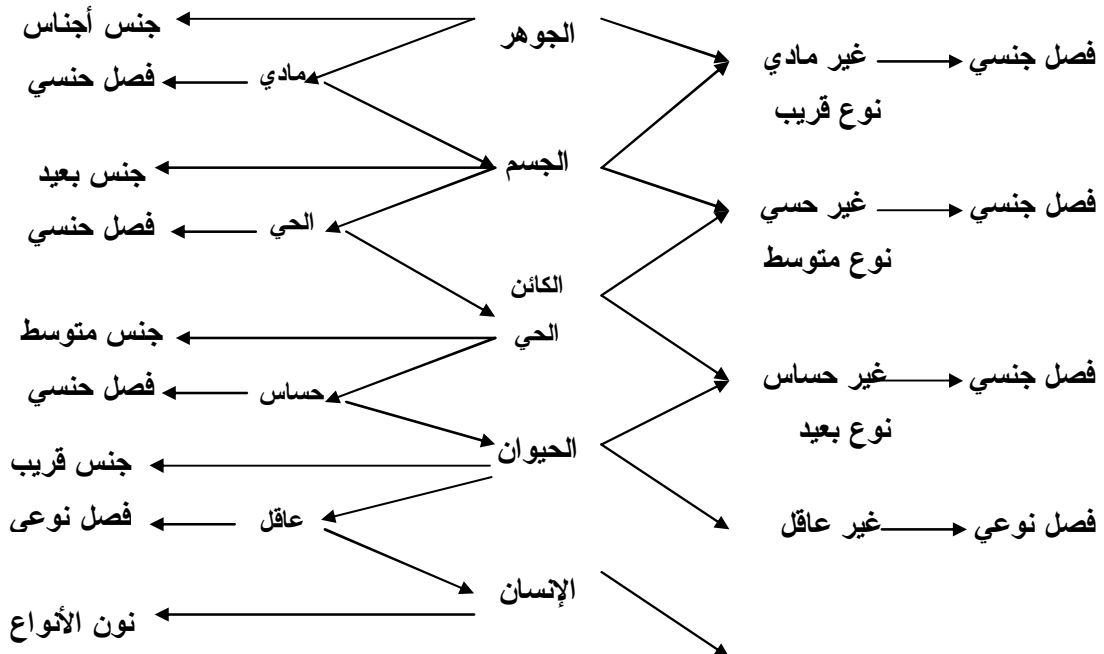 الجوهر
جنس أجناس
مادي
فصل حنسي
غير مادي
فصل جنسي
نوع قريب
الجسم
جنس بعيد
الحي
فصل حنسي
غير حسي
فصل جنسي
نوع متوسط
الكائن
الحي
جنس متوسط
حساس
فصل حنسي
غير حساس
فصل جنسي
نوع بعيد
الحيوان
جنس قريب
عاقل
فصل نوعي
غير عاقل
فصل نوعي
الإنسان
نون الأنواع